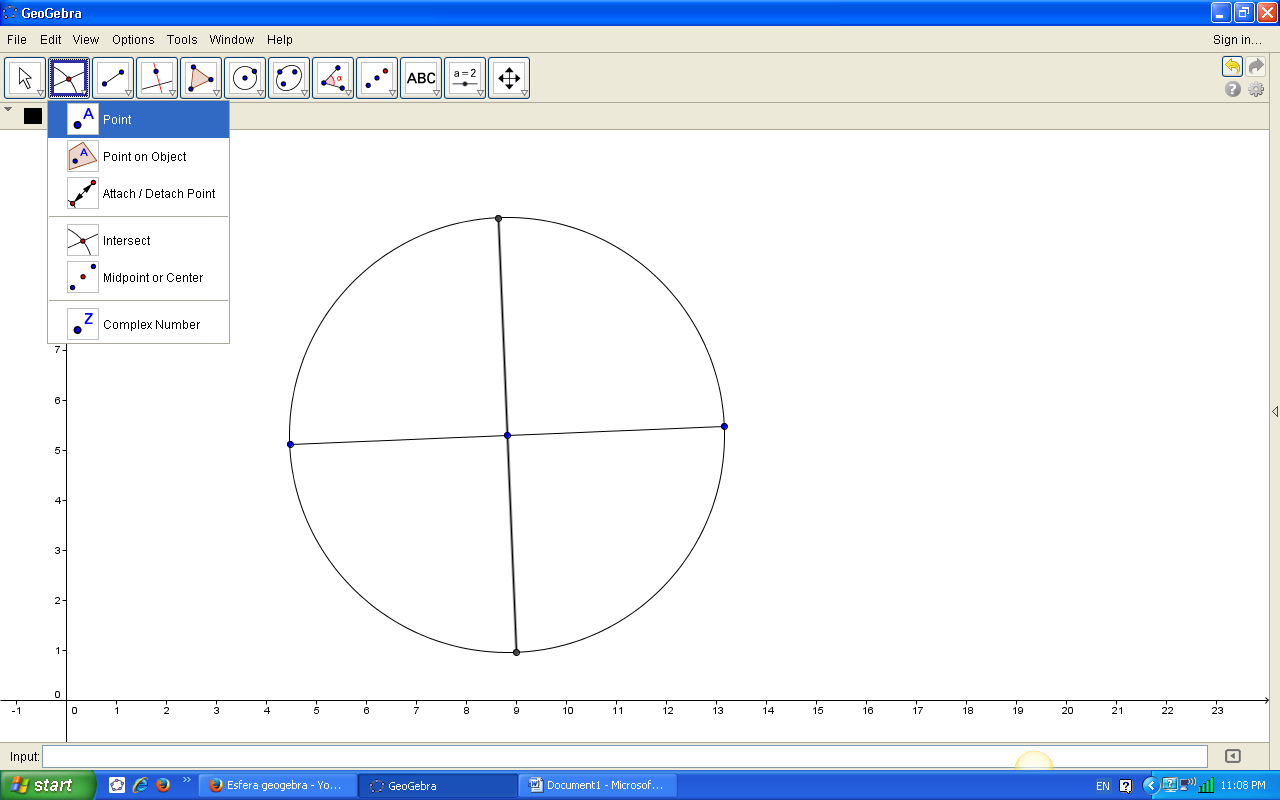 GeoGebra
File Edit View Options Tools Window Help Sign in...
α ABC a=2
A Point
A Point on Object
Attach / Detach Point
Intersect
Midpoint or Center
Z Complex Number
7
6
5
4
3
2
1
0
-1 0 1 2 3 4 5 6 7 8 9 10 11 12 13 14 15 16 17 18 19 20 21 22 23
Input:
start Esfera geogebra - Yo... GeoGebra Document1 - Microsof... EN 11:08 PM